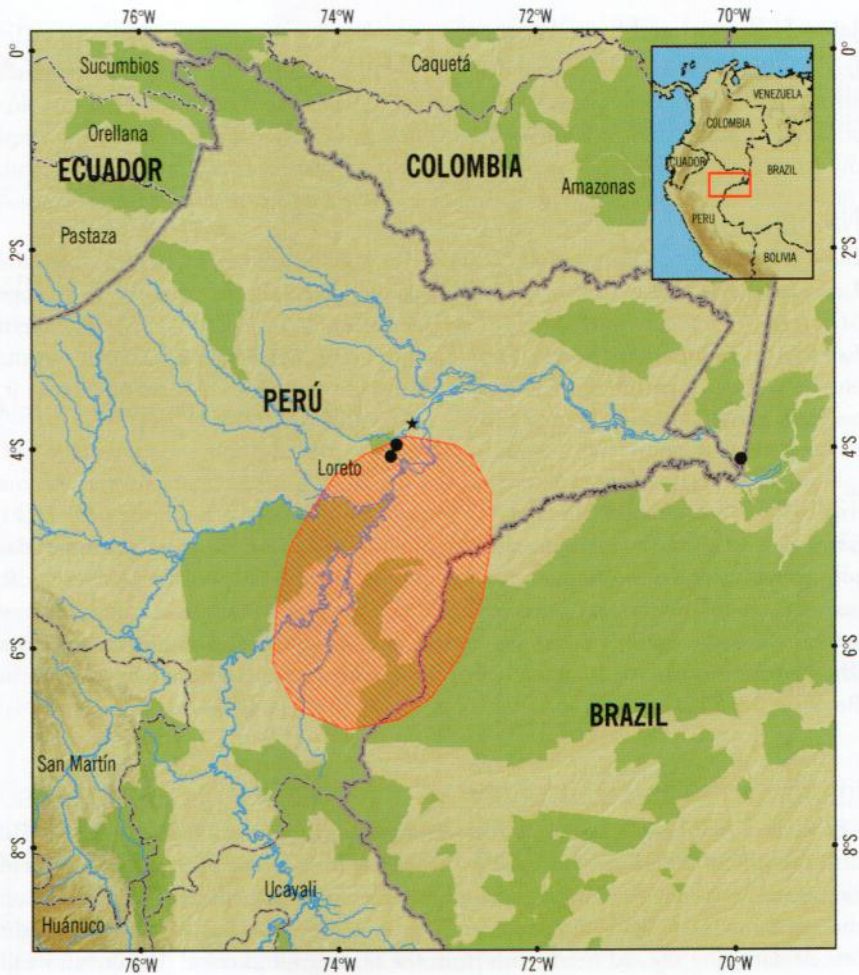 76°W 74°W 72°W 70°W
0° 0°
Sucumbios
Caquetá
VENEZUELA
COLOMBIA
Orellana
ECUADOR
COLOMBIA
ECUADOR
BRAZIL
Amazonas
Pastaza
PERU
BOLIVIA
2°S 2°S
PERÚ
4°S 4°S
Loreto
6°S 6°S
BRAZIL
San Martín
8°S 8°S
Ucayali
Huánuco
76°W 74°W 72°W 70°W